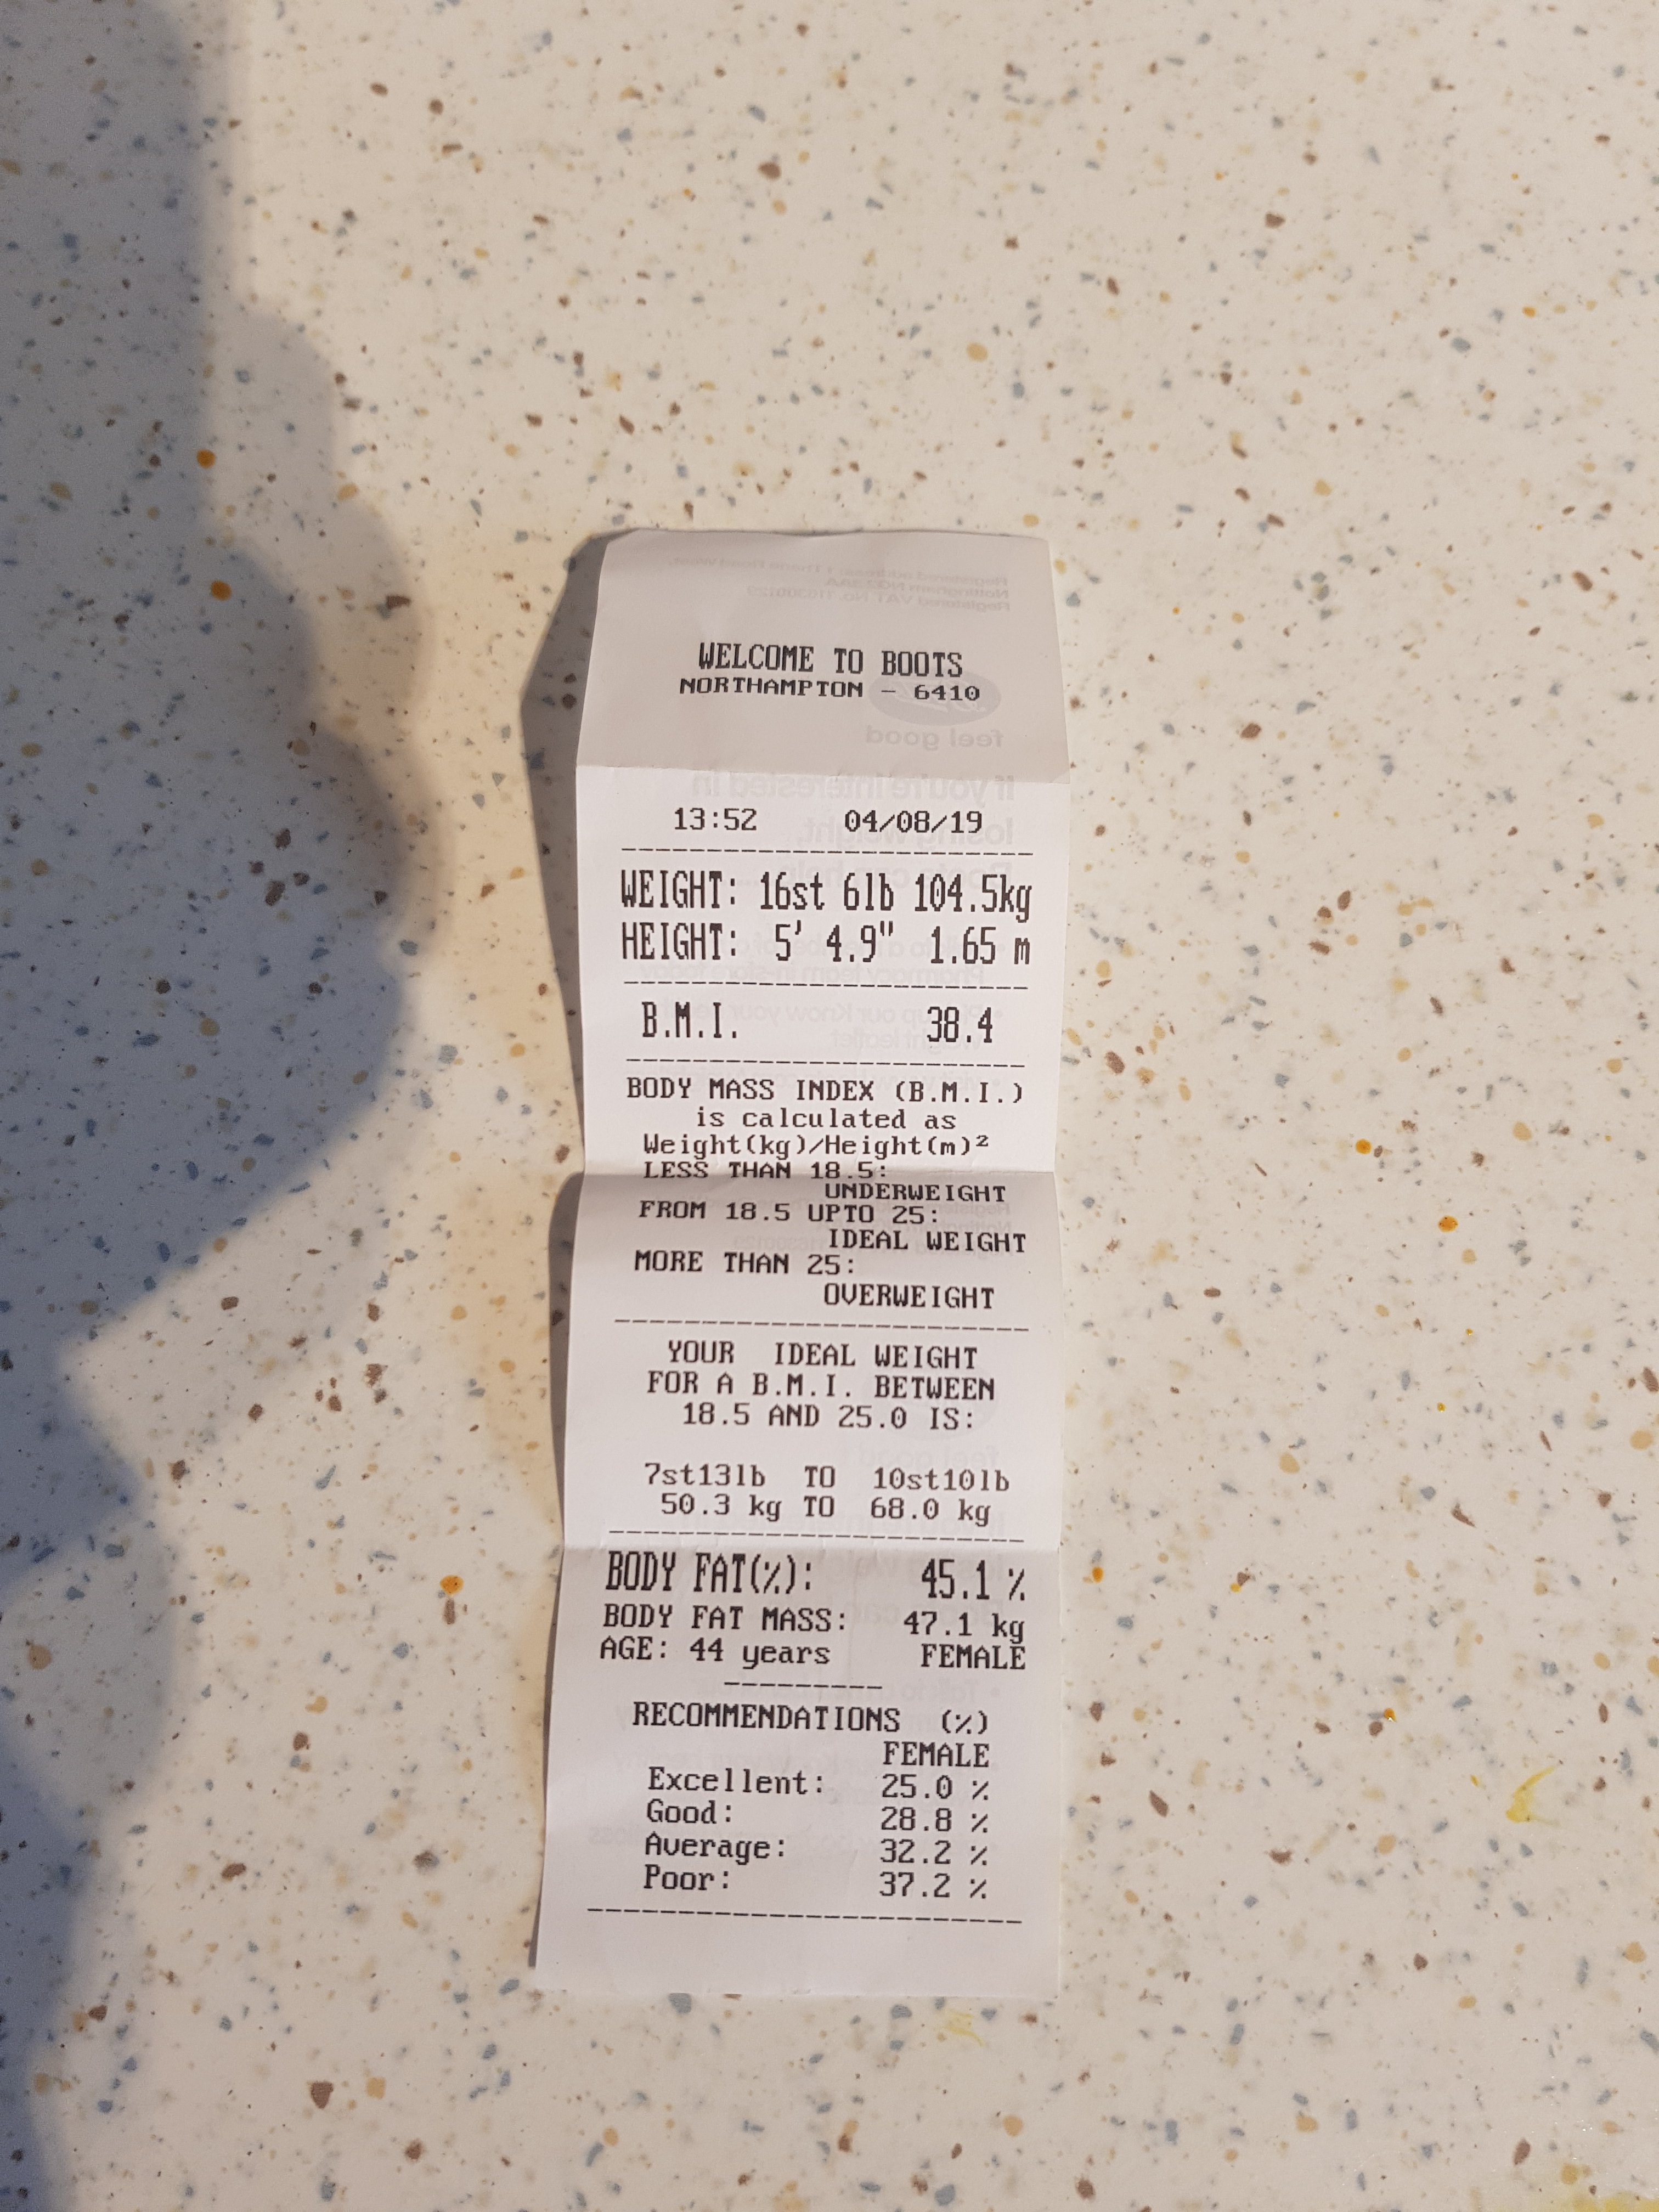 WELCOME TO BOOTS
NORTHAMPTON - 6410
feel good
If you're interested in
13:52 04/08/19
WEIGHT: 16st 6lb 104.5kg
HEIGHT: 5' 4.9" 1.65 m
B.M.I. 38.4
BODY MASS INDEX (B.M.I.)
is calculated as
Weight(kg)/Height(m)²
LESS THAN 18.5:
UNDERWEIGHT
FROM 18.5 UPTO 25:
IDEAL WEIGHT
MORE THAN 25:
OVERWEIGHT
YOUR IDEAL WEIGHT
FOR A B.M.I. BETWEEN
18.5 AND 25.0 IS:
7st13lb TO 10st10lb
50.3 kg TO 68.0 kg
BODY FAT(%): 45.1 %
BODY FAT MASS: 47.1 kg
AGE: 44 years FEMALE
RECOMMENDATIONS (%)
FEMALE
Excellent: 25.0 %
Good: 28.8 %
Average: 32.2 %
Poor: 37.2 %